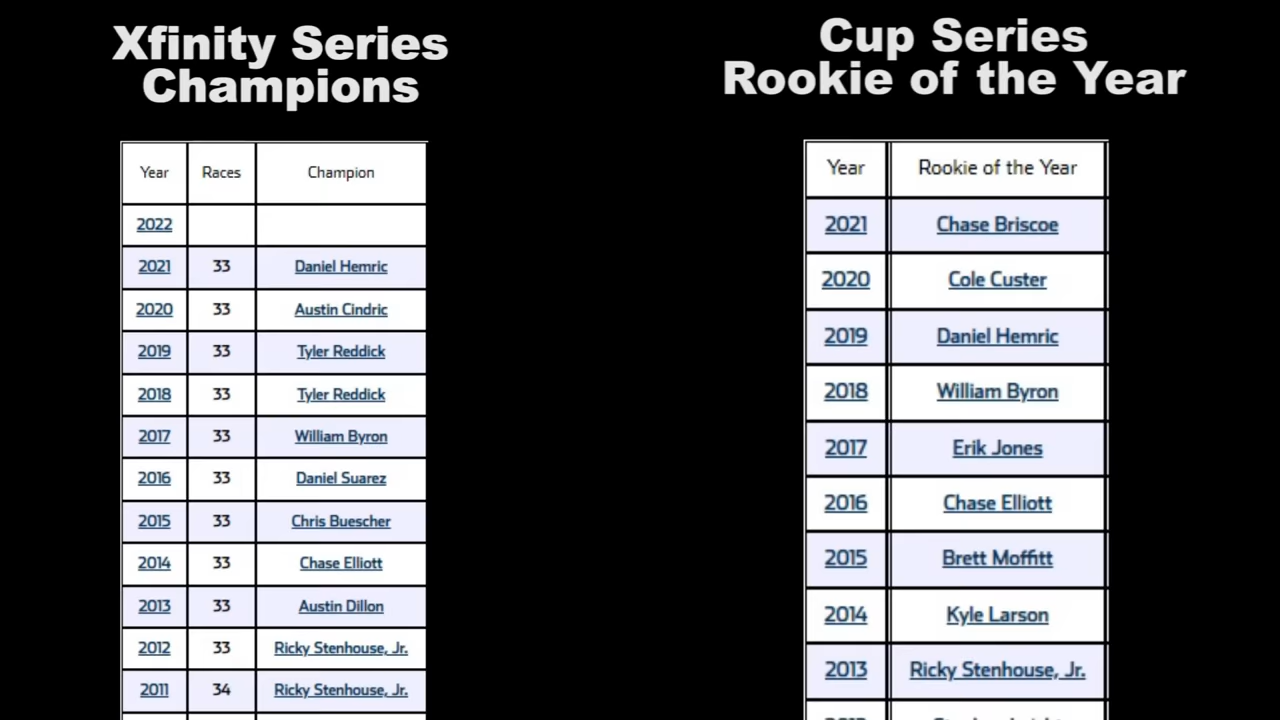 Xfinity Series
Champions
Year Races Champion
2022
2021 33 Daniel Hemric
2020 33 Austin Cindric
2019 33 Tyler Reddick
2018 33 Tyler Reddick
2017 33 William Byron
2016 33 Daniel Suarez
2015 33 Chris Buescher
2014 33 Chase Elliott
2013 33 Austin Dillon
2012 33 Ricky Stenhouse, Jr.
2011 34 Ricky Stenhouse, Jr.
Cup Series
Rookie of the Year
Year Rookie of the Year
2021 Chase Briscoe
2020 Cole Custer
2019 Daniel Hemric
2018 William Byron
2017 Erik Jones
2016 Chase Elliott
2015 Brett Moffitt
2014 Kyle Larson
2013 Ricky Stenhouse, Jr.